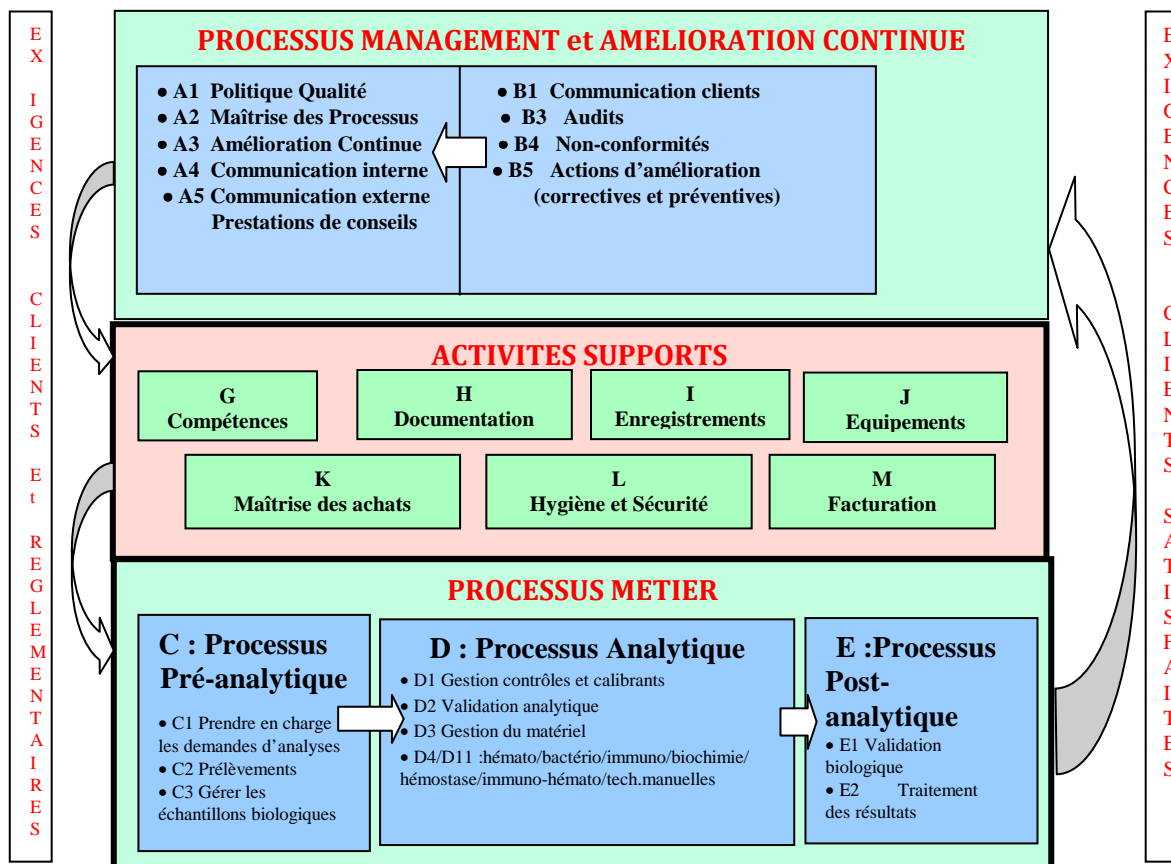 EX IGENCES CLIENTS Et REGLEMENTAIRES
PROCESSUS MANAGEMENT et AMELIORATION CONTINUE
• A1 Politique Qualité
• A2 Maîtrise des Processus
• A3 Amélioration Continue
• A4 Communication interne
• A5 Communication externe
Prestations de conseils
• B1 Communication clients
• B3 Audits
• B4 Non-conformités
• B5 Actions d’amélioration
(correctives et préventives)
ACTIVITES SUPPORTS
G
Compétences
H
Documentation
I
Enregistrements
J
Equipements
K
Maîtrise des achats
L
Hygiène et Sécurité
M
Facturation
PROCESSUS METIER
C : Processus
Pré-analytique
• C1 Prendre en charge
les demandes d’analyses
• C2 Prélèvements
• C3 Gérer les
échantillons biologiques
D : Processus Analytique
• D1 Gestion contrôles et calibrants
• D2 Validation analytique
• D3 Gestion du matériel
• D4/D11 :hémato/bactério/immuno/biochimie/
hémostase/immuno-hémato/tech.manuelles
E :Processus
Post-
analytique
• E1 Validation
biologique
• E2 Traitement
des résultats
EXIGENCES CLIENTS SATISFAITES